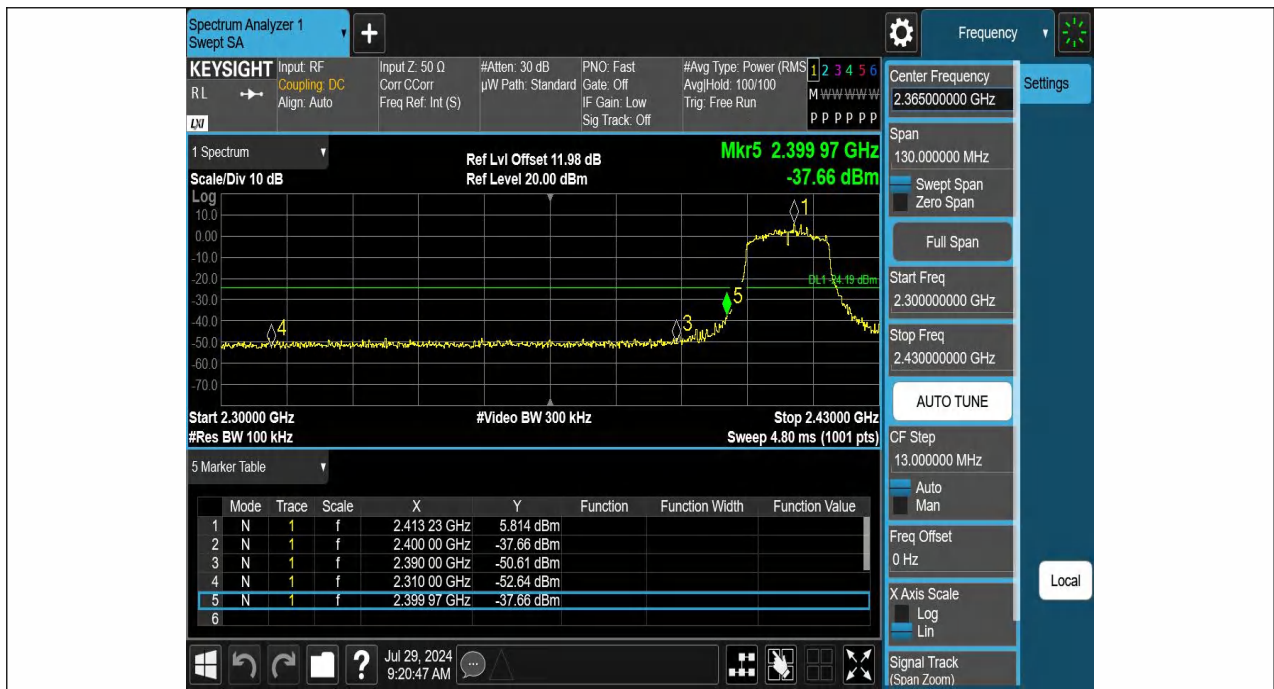 Spectrum Analyzer 1
Swept SA
+
Frequency
KEYSIGHT
RL
LXI
Input: RF
Coupling: DC
Align: Auto
Input Z: 50 Ω
Corr CCorr
Freq Ref: Int (S)
#Atten: 30 dB
µW Path: Standard
PNO: Fast
Gate: Off
IF Gain: Low
Sig Track: Off
#Avg Type: Power (RMS
Avg|Hold: 100/100
Trig: Free Run
1 2 3 4 5 6
M W W W W W
P P P P P P
1 Spectrum
Scale/Div 10 dB
Ref Lvl Offset 11.98 dB
Ref Level 20.00 dBm
Mkr5 2.399 97 GHz
-37.66 dBm
Log
10.0
0.00
-10.0
-20.0
-30.0
-40.0
-50.0
-60.0
-70.0
1
DL1 -24.19 dBm
5
3
4
Start 2.30000 GHz
#Video BW 300 kHz
Stop 2.43000 GHz
#Res BW 100 kHz
Sweep 4.80 ms (1001 pts)
5 Marker Table
Mode Trace Scale X Y Function Function Width Function Value
1 N 1 f 2.413 23 GHz 5.814 dBm
2 N 1 f 2.400 00 GHz -37.66 dBm
3 N 1 f 2.390 00 GHz -50.61 dBm
4 N 1 f 2.310 00 GHz -52.64 dBm
5 N 1 f 2.399 97 GHz -37.66 dBm
6
?
Jul 29, 2024
9:20:47 AM
Center Frequency
2.365000000 GHz
Settings
Span
130.000000 MHz
Swept Span
Zero Span
Full Span
Start Freq
2.300000000 GHz
Stop Freq
2.430000000 GHz
AUTO TUNE
CF Step
13.000000 MHz
Auto
Man
Freq Offset
0 Hz
Local
X Axis Scale
Log
Lin
Signal Track
(Span Zoom)